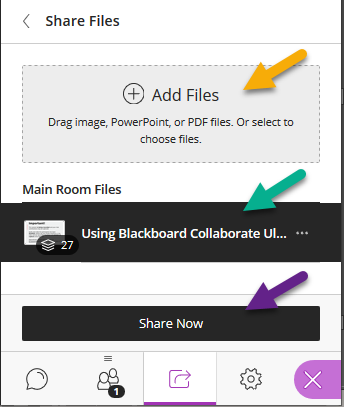 Share Files
Add Files
Drag image, PowerPoint, or PDF files. Or select to
choose files.
Main Room Files
27
Using Blackboard Collaborate Ul...
Share Now
1